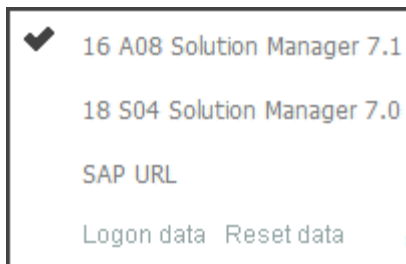 16 A08 Solution Manager 7.1
18 S04 Solution Manager 7.0
SAP URL
Logon data Reset data